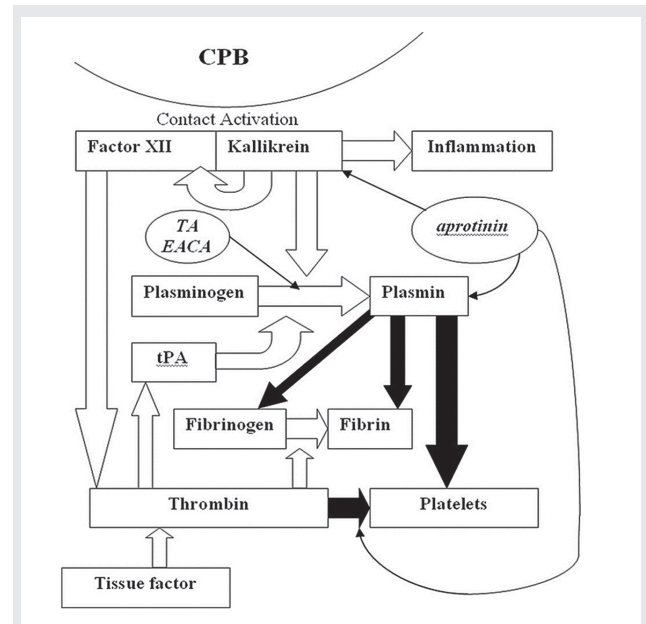 CPB
Contact Activation
Factor XII
Kallikrein
Inflammation
TA
EACA
aprotinin
Plasminogen
Plasmin
tPA
Fibrinogen
Fibrin
Thrombin
Platelets
Tissue factor